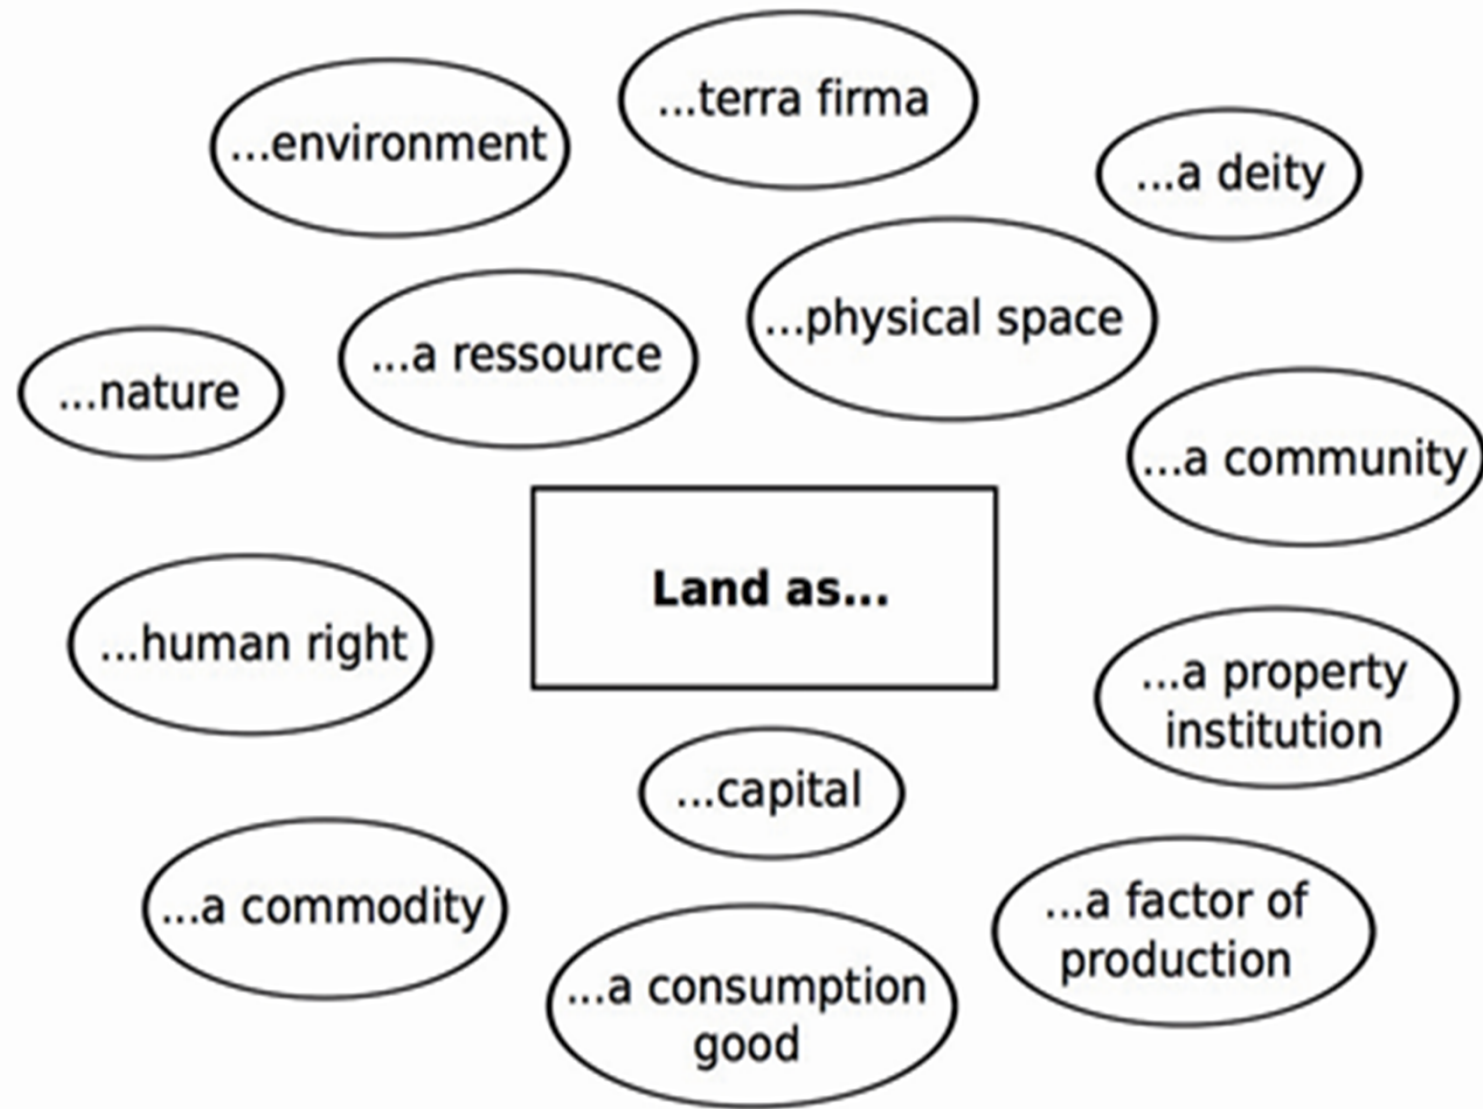 ...terra firma
...environment
...a deity
...physical space
...a ressource
...nature
...a community
Land as...
...human right
...a property
institution
...capital
...a commodity
...a factor of
production
...a consumption
good